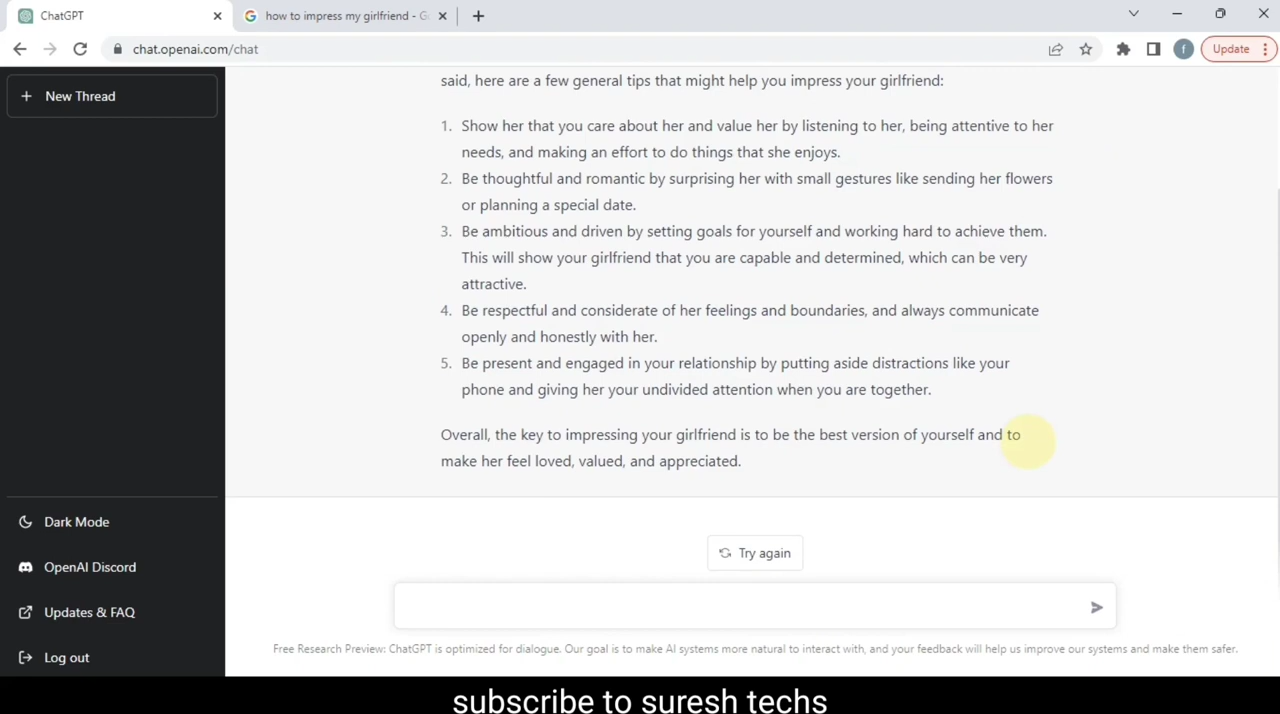 ChatGPT
how to impress my girlfriend - G
chat.openai.com/chat
f
Update
New Thread
said, here are a few general tips that might help you impress your girlfriend:
1. Show her that you care about her and value her by listening to her, being attentive to her
needs, and making an effort to do things that she enjoys.
2. Be thoughtful and romantic by surprising her with small gestures like sending her flowers
or planning a special date.
3. Be ambitious and driven by setting goals for yourself and working hard to achieve them.
This will show your girlfriend that you are capable and determined, which can be very
attractive.
4. Be respectful and considerate of her feelings and boundaries, and always communicate
openly and honestly with her.
5. Be present and engaged in your relationship by putting aside distractions like your
phone and giving her your undivided attention when you are together.
Overall, the key to impressing your girlfriend is to be the best version of yourself and to
make her feel loved, valued, and appreciated.
Dark Mode
OpenAI Discord
Updates & FAQ
Log out
Try again
Free Research Preview: ChatGPT is optimized for dialogue. Our goal is to make AI systems more natural to interact with, and your feedback will help us improve our systems and make them safer.
subscribe to suresh techs